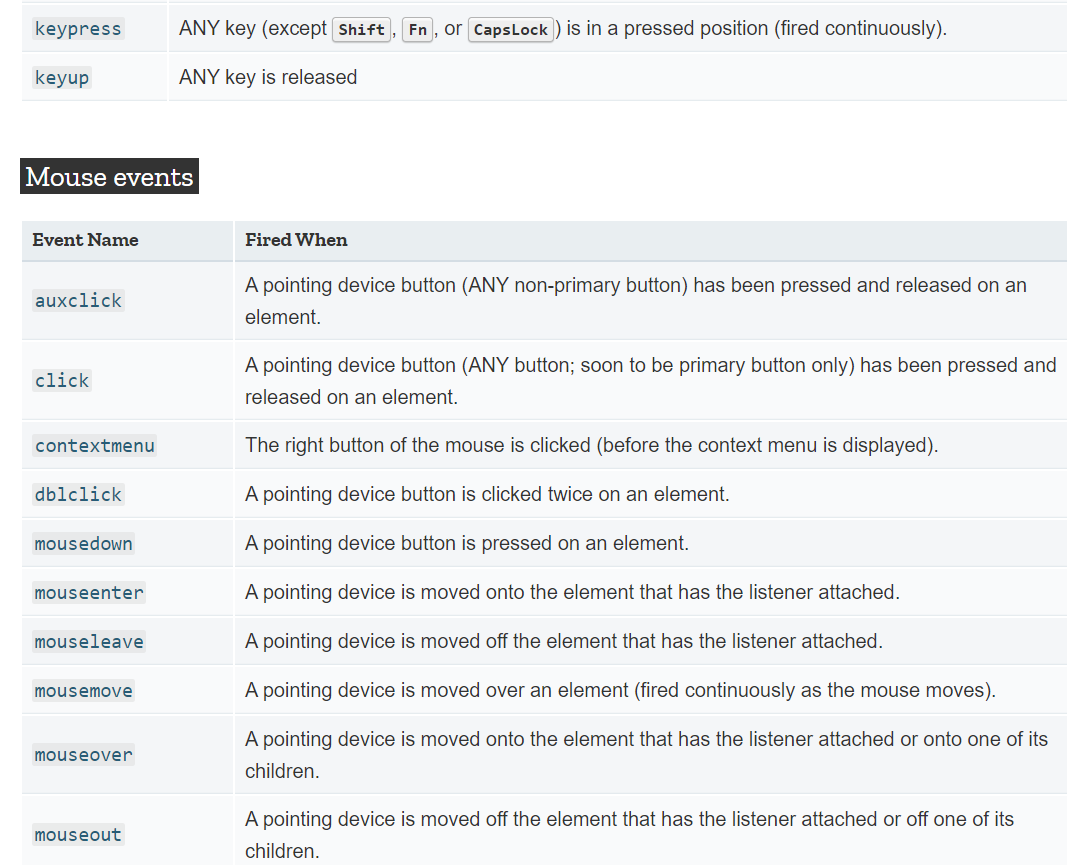 keypress ANY key (except Shift, Fn, or CapsLock) is in a pressed position (fired continuously).
keyup ANY key is released
Mouse events
Event Name Fired When
auxclick A pointing device button (ANY non-primary button) has been pressed and released on an
element.
click A pointing device button (ANY button; soon to be primary button only) has been pressed and
released on an element.
contextmenu The right button of the mouse is clicked (before the context menu is displayed).
dblclick A pointing device button is clicked twice on an element.
mousedown A pointing device button is pressed on an element.
mouseenter A pointing device is moved onto the element that has the listener attached.
mouseleave A pointing device is moved off the element that has the listener attached.
mousemove A pointing device is moved over an element (fired continuously as the mouse moves).
mouseover A pointing device is moved onto the element that has the listener attached or onto one of its
children.
mouseout A pointing device is moved off the element that has the listener attached or off one of its
children.